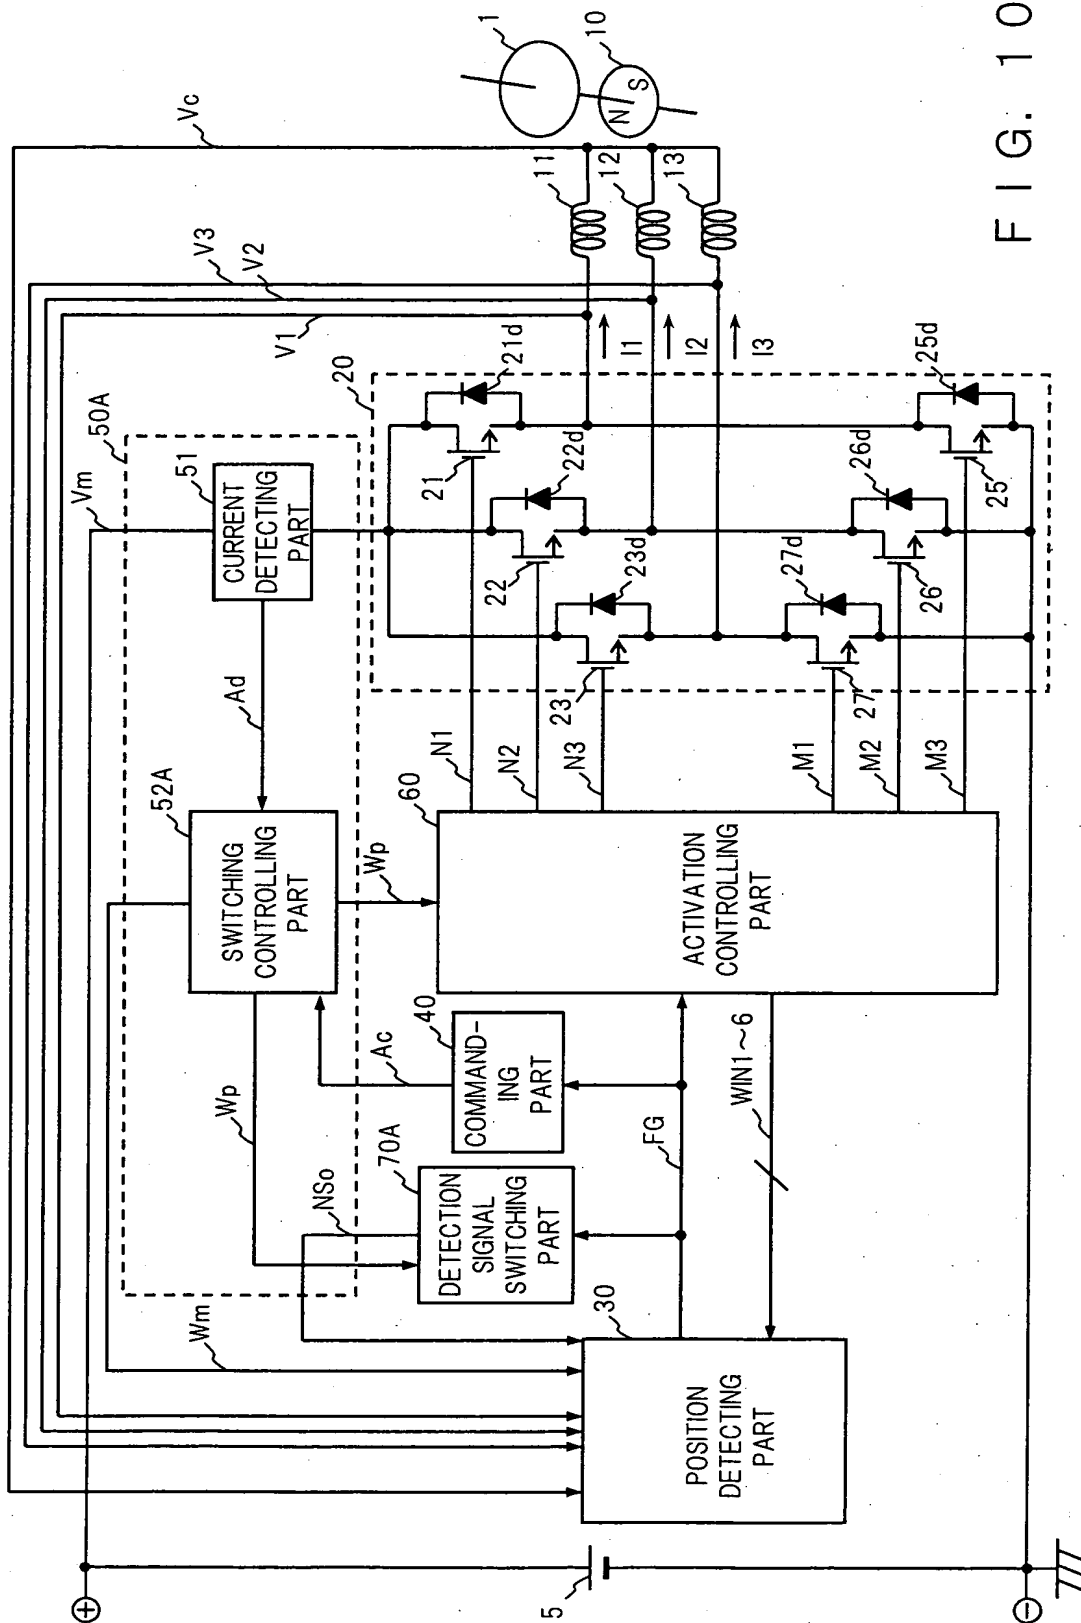 FIG. 10
1
10
N
S
Vc
11
12
13
V3
V2
V1
I1
I2
I3
20
21d
25d
22d
26d
23d
27d
21
22
23
25
26
27
50A
Vm
51
CURRENT
DETECTING
PART
Ad
52A
SWITCHING
CONTROLLING
PART
Wp
Wp
N1
N2
N3
M1
M2
M3
60
ACTIVATION
CONTROLLING
PART
40
COMMAND-
ING
PART
Ac
70A
DETECTION
SIGNAL
SWITCHING
PART
NSo
FG
WIN1~6
Wm
30
POSITION
DETECTING
PART
5
+
−